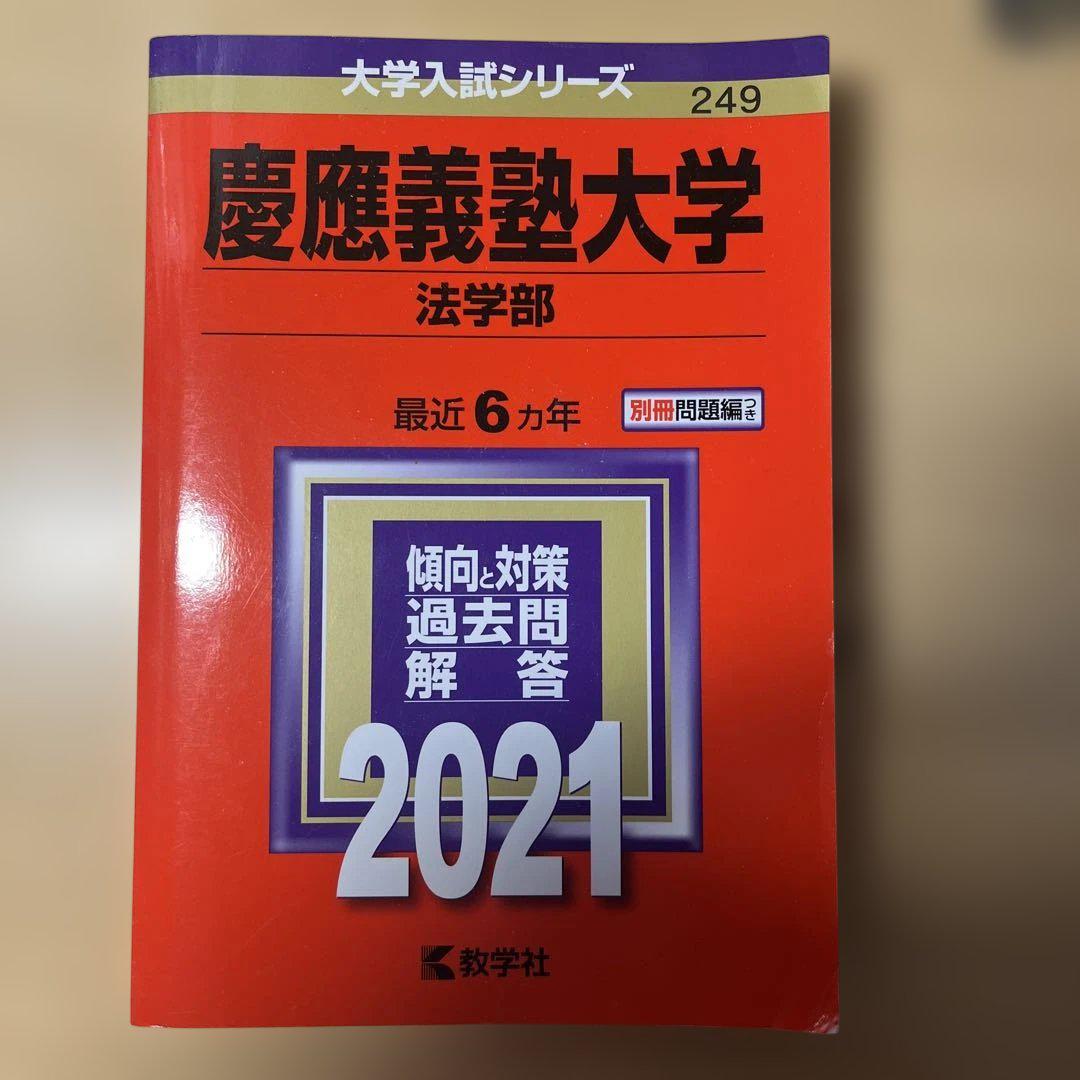 大学入試シリーズ
249
慶應義塾大学
法学部
最近6カ年
別冊問題編つき
傾向と対策
過去問
解答
2021
教学社